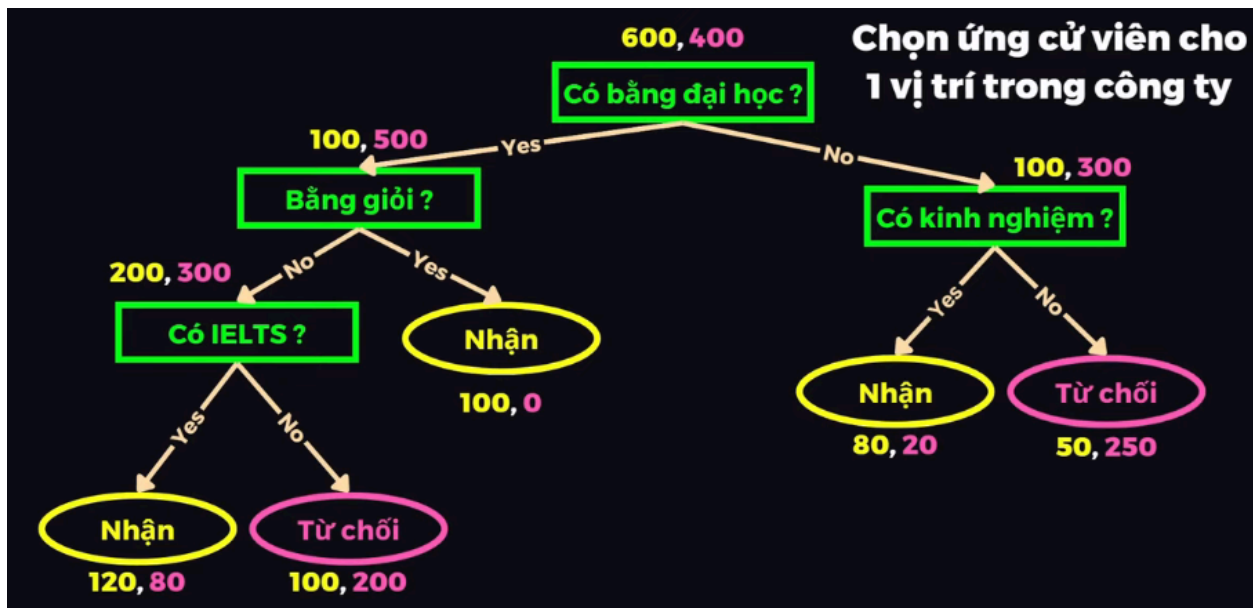 Chọn ứng cử viên cho
1 vị trí trong công ty
600, 400
Có bằng đại học ?
Yes
No
100, 500
Bằng giỏi ?
100, 300
Có kinh nghiệm ?
No
Yes
Yes
No
200, 300
Có IELTS ?
Nhận
100, 0
Nhận
80, 20
Từ chối
50, 250
Yes
No
Nhận
120, 80
Từ chối
100, 200